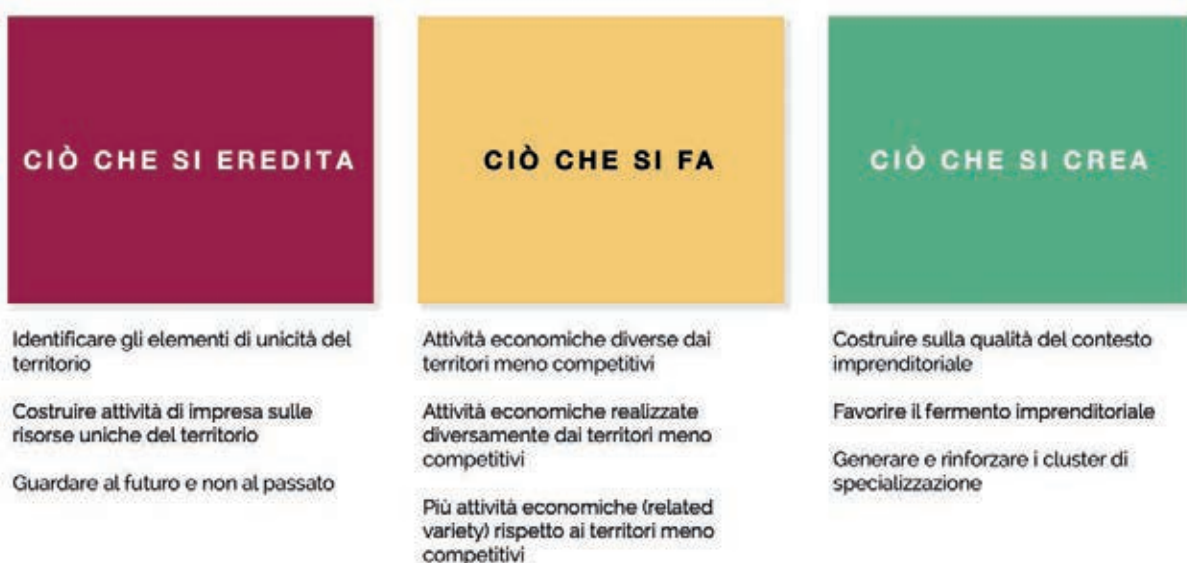 CIÒ CHE SI EREDITA
Identificare gli elementi di unicità del
territorio
Costruire attività di impresa sulle
risorse uniche del territorio
Guardare al futuro e non al passato
CIÒ CHE SI FA
Attività economiche diverse dai
territori meno competitivi
Attività economiche realizzate
diversamente dai territori meno
competitivi
Più attività economiche (related
variety) rispetto ai territori meno
competitivi
CIÒ CHE SI CREA
Costruire sulla qualità del contesto
imprenditoriale
Favorire il fermento imprenditoriale
Generare e rinforzare i cluster di
specializzazione